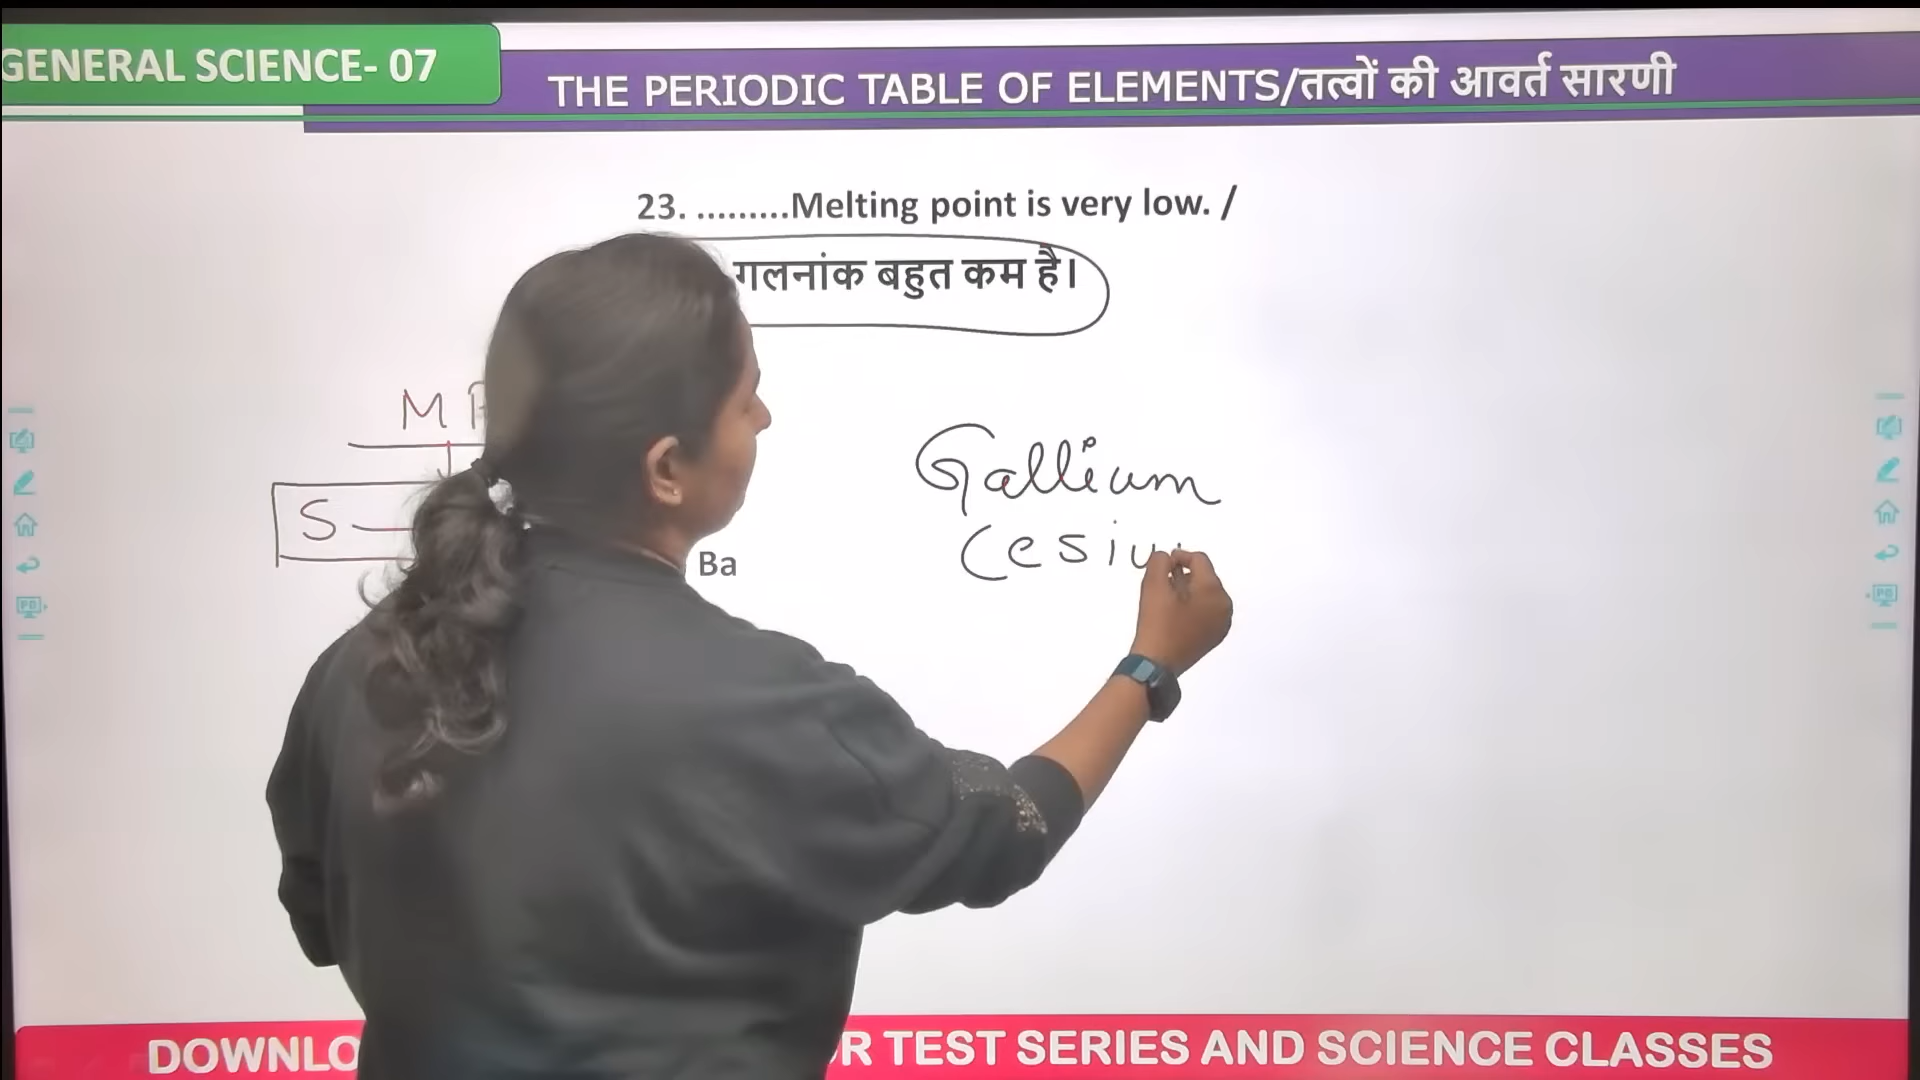 GENERAL SCIENCE- 07
THE PERIODIC TABLE OF ELEMENTS/तत्वों की आवर्त सारणी
23. .........Melting point is very low. /
गलनांक बहुत कम है।
M
S —
Ba
Gallium
Cesiu
DOWNLO
R TEST SERIES AND SCIENCE CLASSES